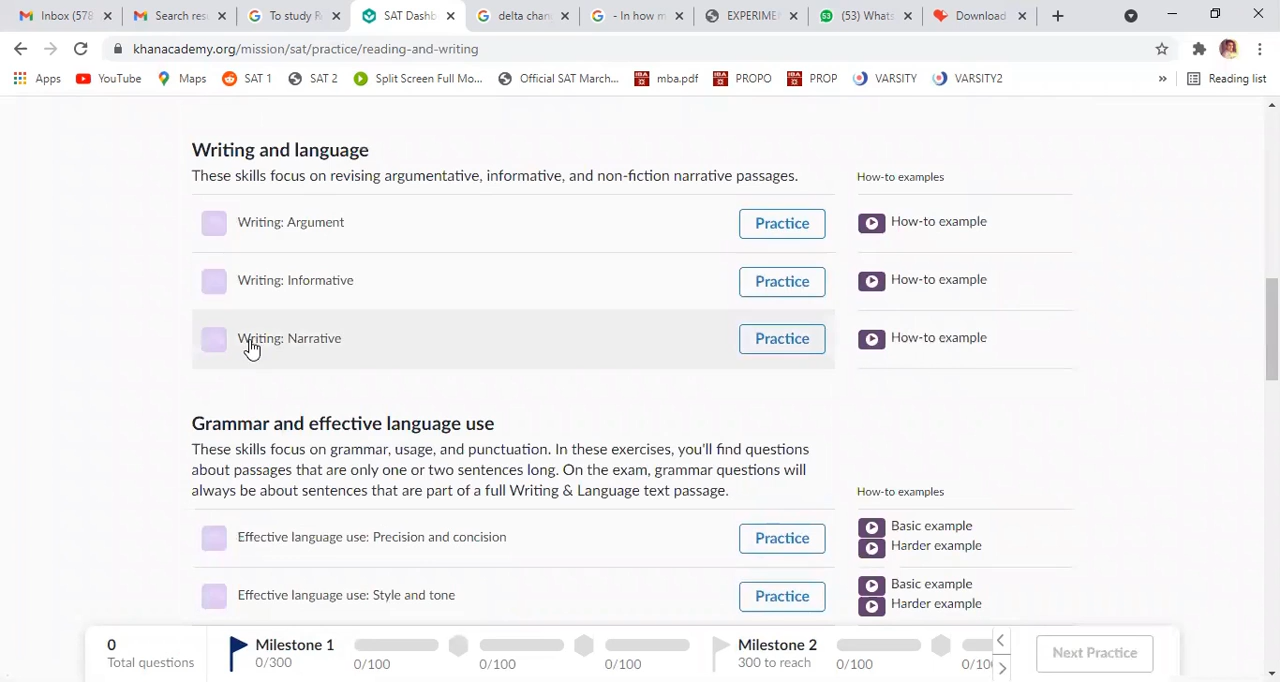 Inbox (578
Search res
To study R
SAT Dashb
delta chan
- In how m
EXPERIME
(53) Whats
Download
khanacademy.org/mission/sat/practice/reading-and-writing
Apps
YouTube
Maps
SAT 1
SAT 2
Split Screen Full Mo...
Official SAT March...
mba.pdf
PROPO
PROP
VARSITY
VARSITY2
»
Reading list
Writing and language
These skills focus on revising argumentative, informative, and non-fiction narrative passages.
How-to examples
Writing: Argument
Practice
How-to example
Writing: Informative
Practice
How-to example
Writing: Narrative
Practice
How-to example
Grammar and effective language use
These skills focus on grammar, usage, and punctuation. In these exercises, you'll find questions
about passages that are only one or two sentences long. On the exam, grammar questions will
always be about sentences that are part of a full Writing & Language text passage.
How-to examples
Effective language use: Precision and concision
Practice
Basic example
Harder example
Effective language use: Style and tone
Practice
Basic example
Harder example
0
Total questions
Milestone 1
0/300
0/100
0/100
0/100
Milestone 2
300 to reach
0/100
0/10
Next Practice